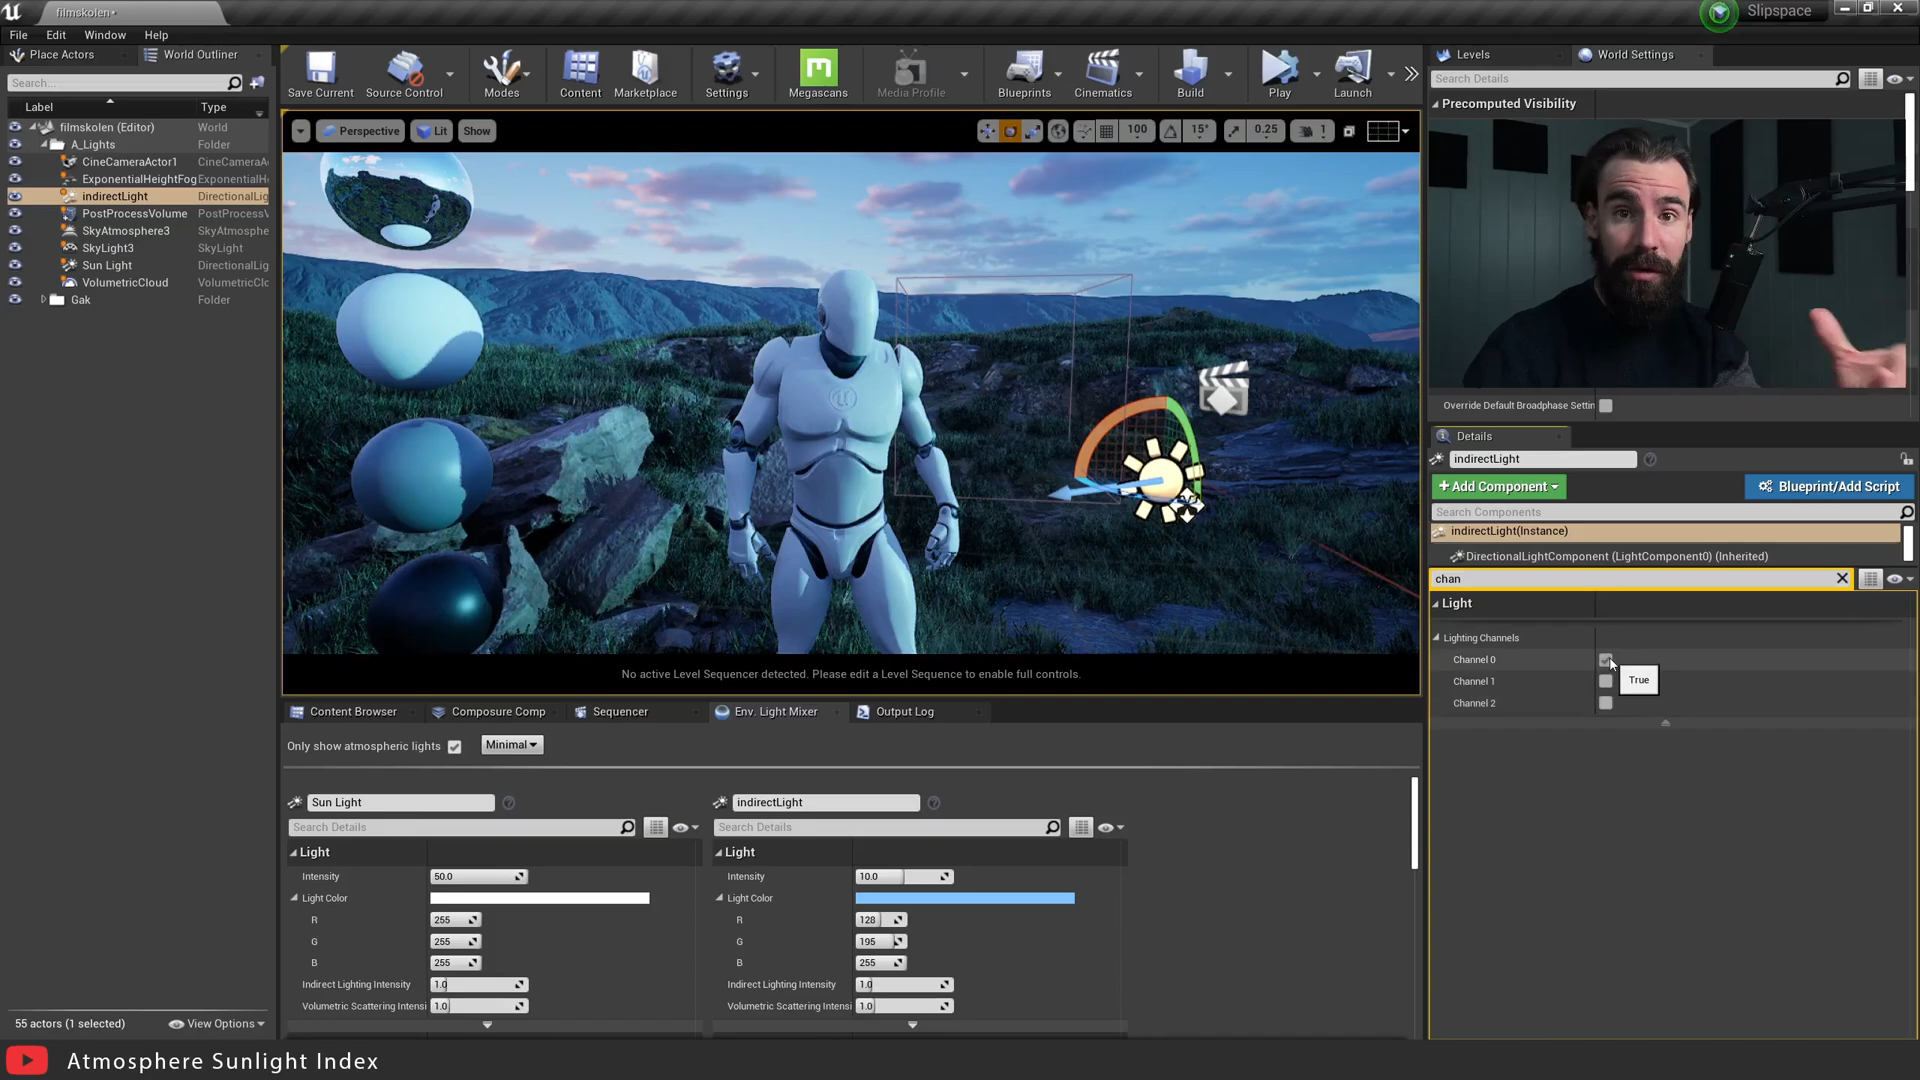 filmskolen•
Slipspace
File Edit Window Help
Place Actors World Outliner
Search...
Label Type
filmskolen (Editor) World
A_Lights Folder
CineCameraActor1 CineCameraA
ExponentialHeightFog ExponentialHe
indirectLight DirectionalLig
PostProcessVolume PostProcessV
SkyAtmosphere3 SkyAtmosphe
SkyLight3 SkyLight
Sun Light DirectionalLig
VolumetricCloud VolumetricClo
Gak Folder
55 actors (1 selected) View Options
Save Current Source Control Modes Content Marketplace Settings Megascans Media Profile Blueprints Cinematics Build Play Launch
Perspective Lit Show 100 15° 0.25 1
No active Level Sequencer detected. Please edit a Level Sequence to enable full controls.
Content Browser Composure Comp Sequencer Env. Light Mixer Output Log
Only show atmospheric lights Minimal
Sun Light
Search Details
Light
Intensity 50.0
Light Color
R 255
G 255
B 255
Indirect Lighting Intensity 1.0
Volumetric Scattering Intensi 1.0
indirectLight
Search Details
Light
Intensity 10.0
Light Color
R 128
G 195
B 255
Indirect Lighting Intensity 1.0
Volumetric Scattering Intensi 1.0
Levels World Settings
Search Details
Precomputed Visibility
Override Default Broadphase Settin
Details
indirectLight
+Add Component Blueprint/Add Script
Search Components
indirectLight(Instance)
DirectionalLightComponent (LightComponent0) (Inherited)
chan
Light
Lighting Channels
Channel 0
True
Channel 1
Channel 2
Atmosphere Sunlight Index